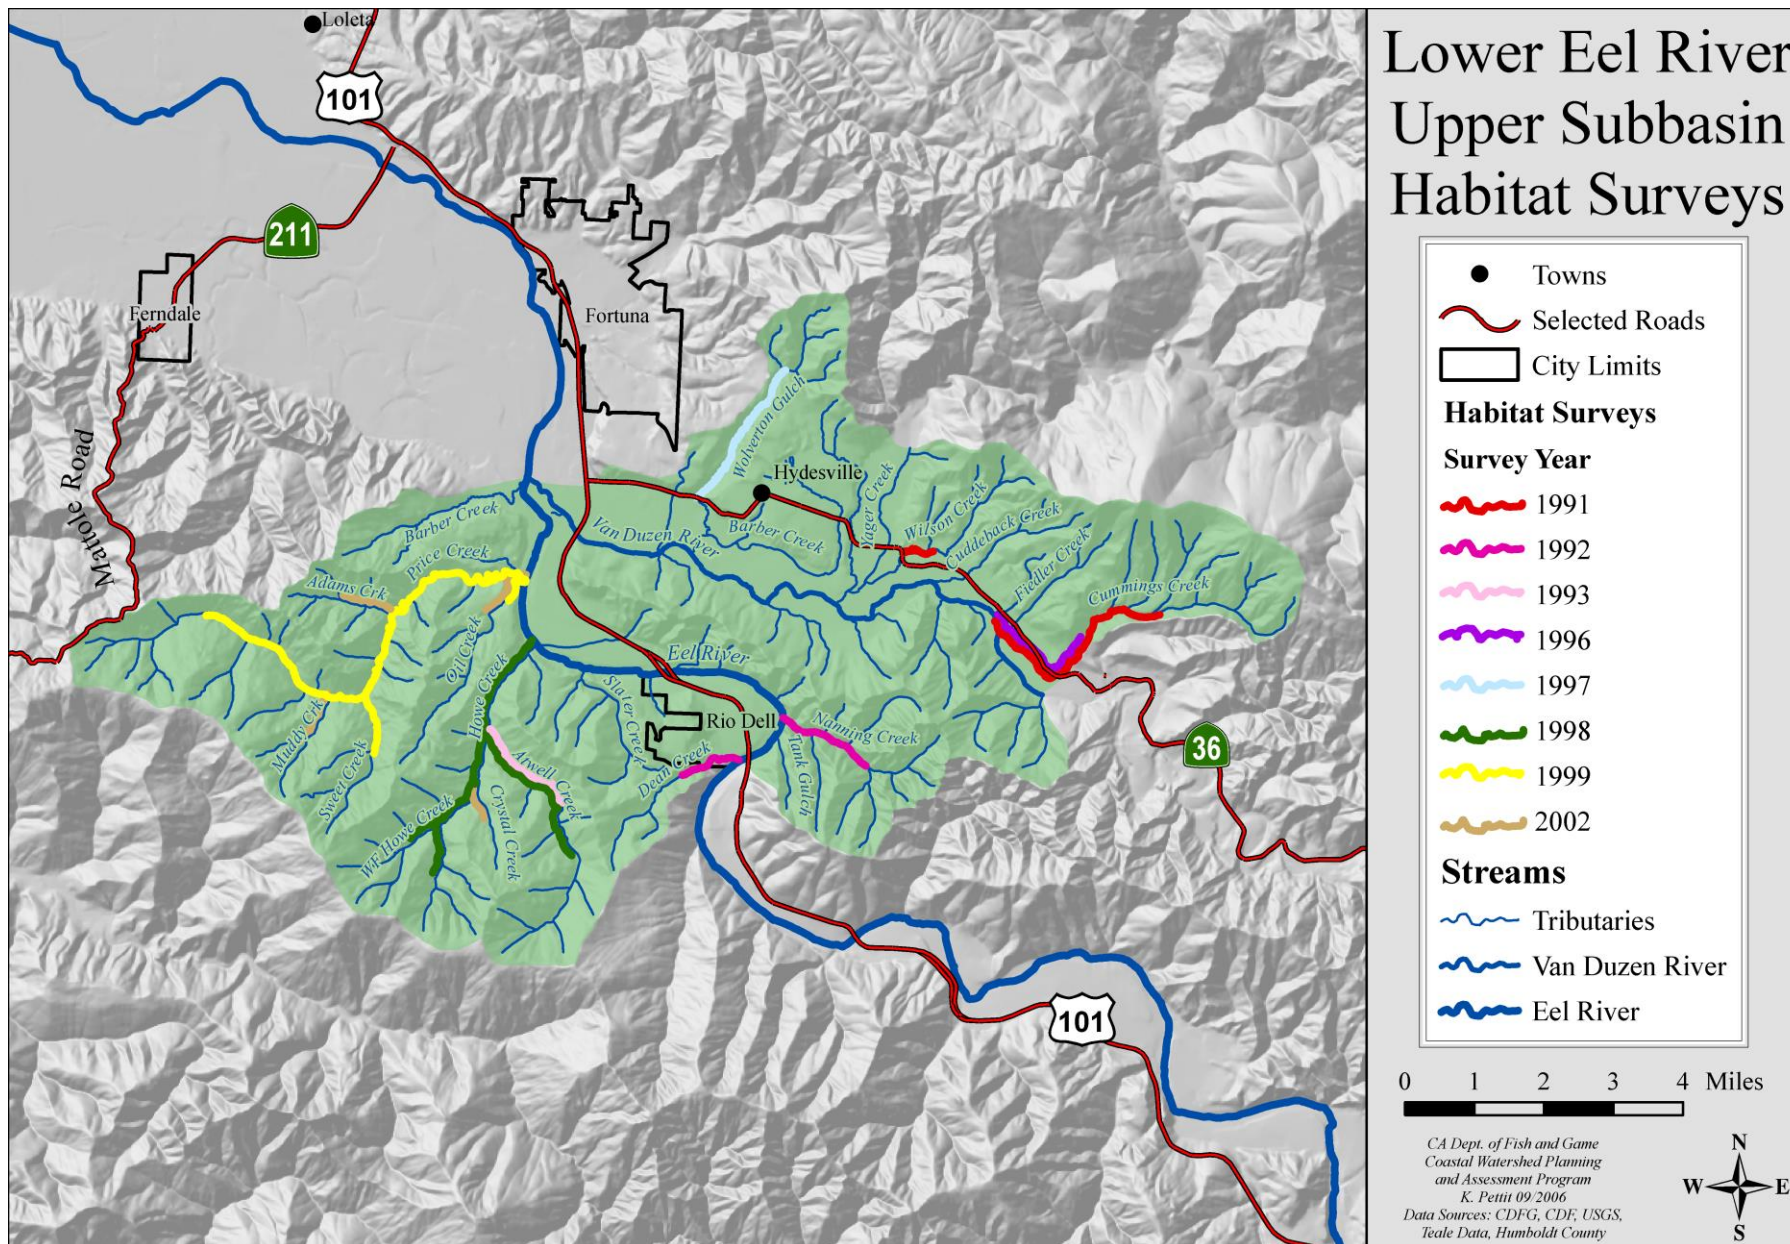 Lower Eel River
Upper Subbasin
Habitat Surveys
Towns
Selected Roads
City Limits
Habitat Surveys
Survey Year
1991
1992
1993
1996
1997
1998
1999
2002
Streams
Tributaries
Van Duzen River
Eel River
0 1 2 3 4 Miles
CA Dept. of Fish and Game
Coastal Watershed Planning
and Assessment Program
K. Pettit 09/2006
Data Sources: CDFG, CDF, USGS,
Teale Data, Humboldt County
N
W E
S
Loleta
101
211
Ferndale
Fortuna
Mattole Road
Wolverton Gulch
Hydesville
Barber Creek
Van Duzen River
Barber Creek
Yager Creek
Wilson Creek
Cuddeback Creek
Fiedler Creek
Cummings Creek
Price Creek
Adams Crk
Oil Creek
Eel River
Howe Creek
Slater Creek
Rio Dell
Nanning Creek
Tank Gulch
Dean Creek
Muddy Crk
Sweet Creek
Atwell Creek
Crystal Creek
WF Howe Creek
36
101